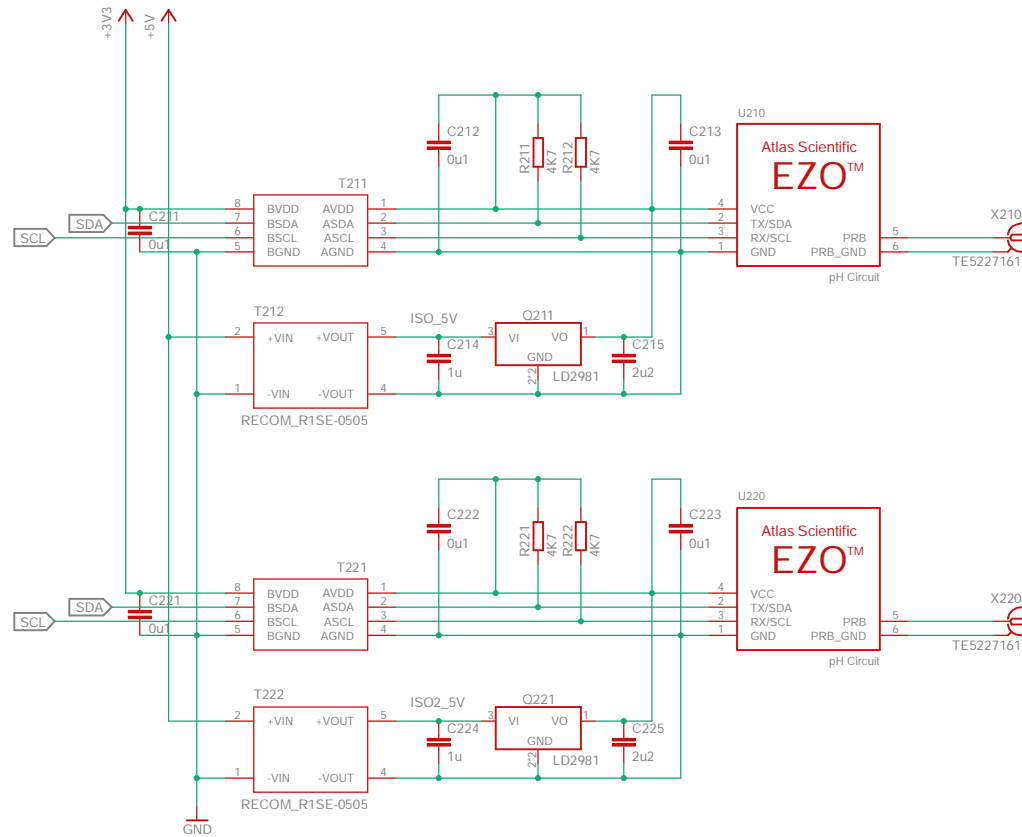 +3V3
+5V
C212
0u1
R211
4K7
R212
4K7
C213
0u1
U210
Atlas Scientific
EZO™
4 VCC
2 TX/SDA
3 RX/SCL
1 GND
PRB 5
PRB_GND 6
pH Circuit
X210
TE5227161
T211
8 BVDD AVDD 1
7 BSDA ASDA 2
6 BSCL ASCL 3
5 BGND AGND 4
SDA
SCL
C211
0u1
T212
2 +VIN +VOUT 5
1 -VIN -VOUT 4
RECOM_R1SE-0505
ISO_5V
C214
1u
Q211
3 VI VO 1
GND
2*2
LD2981
C215
2u2
C222
0u1
R221
4K7
R222
4K7
C223
0u1
U220
Atlas Scientific
EZO™
4 VCC
2 TX/SDA
3 RX/SCL
1 GND
PRB 5
PRB_GND 6
pH Circuit
X220
TE5227161
T221
8 BVDD AVDD 1
7 BSDA ASDA 2
6 BSCL ASCL 3
5 BGND AGND 4
SDA
SCL
C221
0u1
T222
2 +VIN +VOUT 5
1 -VIN -VOUT 4
RECOM_R1SE-0505
ISO2_5V
C224
1u
Q221
3 VI VO 1
GND
2*2
LD2981
C225
2u2
GND